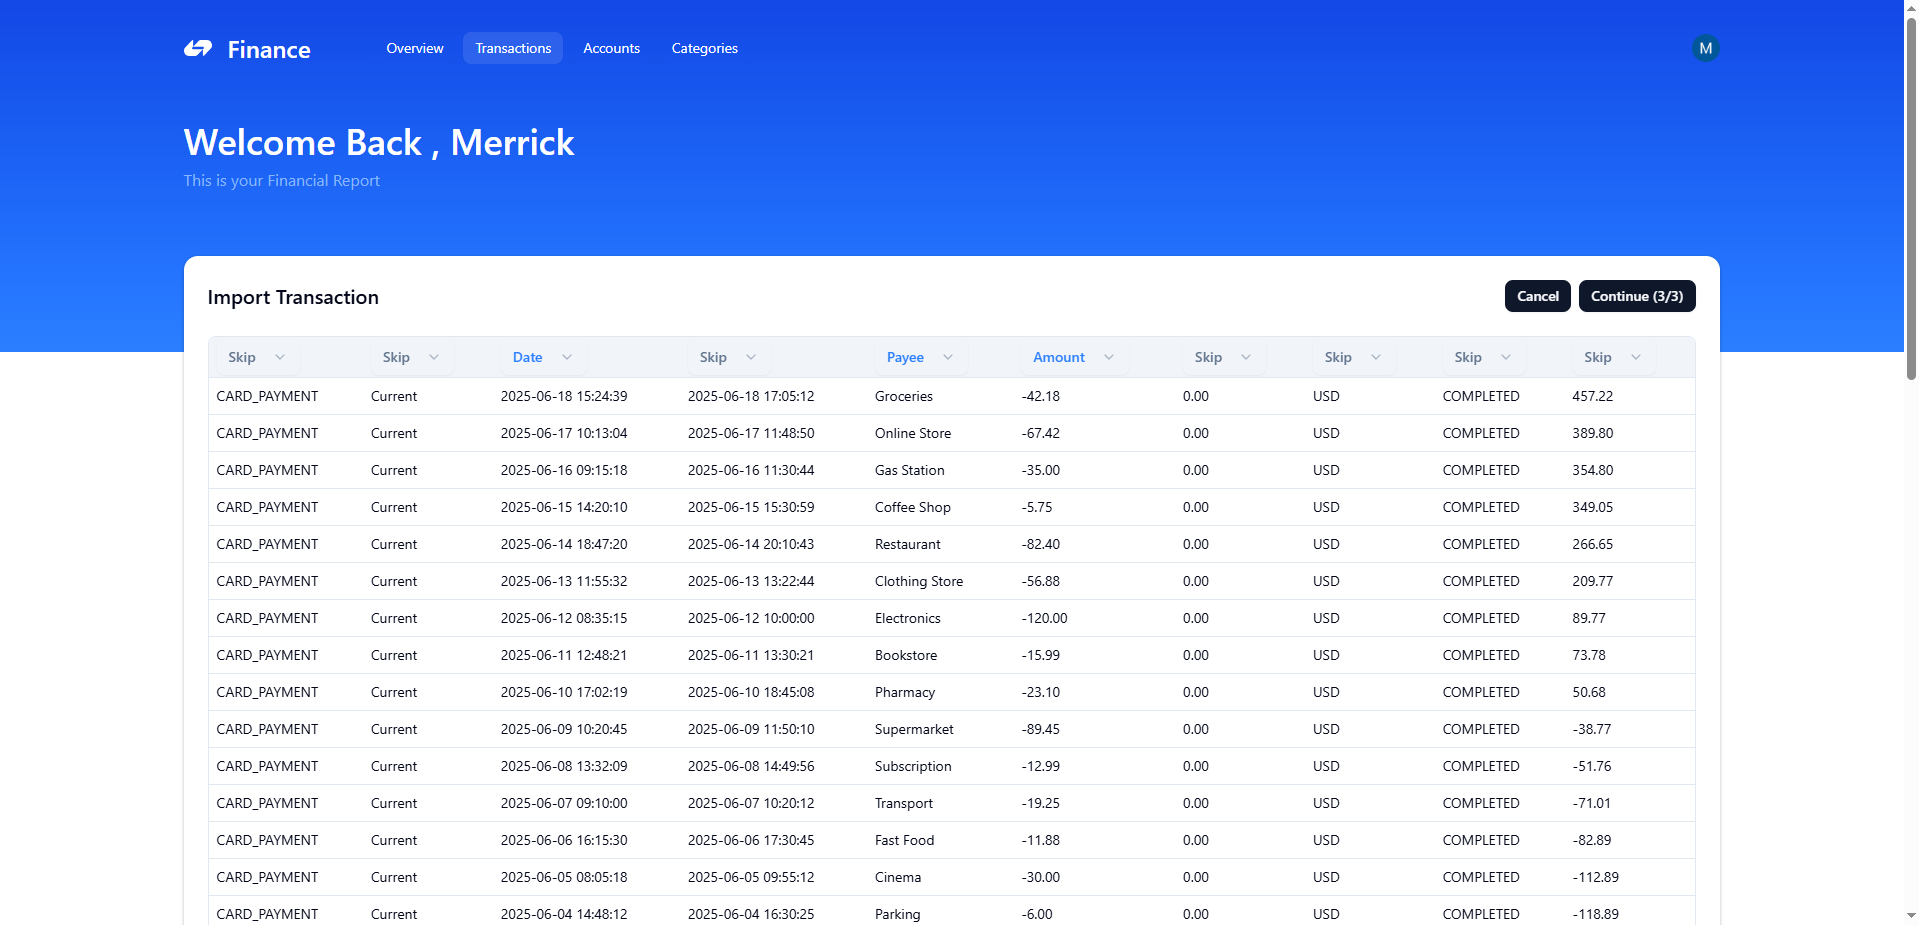 Finance Overview Transactions Accounts Categories M
Welcome Back , Merrick
This is your Financial Report
Import Transaction Cancel Continue (3/3)
Skip Skip Date Skip Payee Amount Skip Skip Skip Skip
CARD_PAYMENT Current 2025-06-18 15:24:39 2025-06-18 17:05:12 Groceries -42.18 0.00 USD COMPLETED 457.22
CARD_PAYMENT Current 2025-06-17 10:13:04 2025-06-17 11:48:50 Online Store -67.42 0.00 USD COMPLETED 389.80
CARD_PAYMENT Current 2025-06-16 09:15:18 2025-06-16 11:30:44 Gas Station -35.00 0.00 USD COMPLETED 354.80
CARD_PAYMENT Current 2025-06-15 14:20:10 2025-06-15 15:30:59 Coffee Shop -5.75 0.00 USD COMPLETED 349.05
CARD_PAYMENT Current 2025-06-14 18:47:20 2025-06-14 20:10:43 Restaurant -82.40 0.00 USD COMPLETED 266.65
CARD_PAYMENT Current 2025-06-13 11:55:32 2025-06-13 13:22:44 Clothing Store -56.88 0.00 USD COMPLETED 209.77
CARD_PAYMENT Current 2025-06-12 08:35:15 2025-06-12 10:00:00 Electronics -120.00 0.00 USD COMPLETED 89.77
CARD_PAYMENT Current 2025-06-11 12:48:21 2025-06-11 13:30:21 Bookstore -15.99 0.00 USD COMPLETED 73.78
CARD_PAYMENT Current 2025-06-10 17:02:19 2025-06-10 18:45:08 Pharmacy -23.10 0.00 USD COMPLETED 50.68
CARD_PAYMENT Current 2025-06-09 10:20:45 2025-06-09 11:50:10 Supermarket -89.45 0.00 USD COMPLETED -38.77
CARD_PAYMENT Current 2025-06-08 13:32:09 2025-06-08 14:49:56 Subscription -12.99 0.00 USD COMPLETED -51.76
CARD_PAYMENT Current 2025-06-07 09:10:00 2025-06-07 10:20:12 Transport -19.25 0.00 USD COMPLETED -71.01
CARD_PAYMENT Current 2025-06-06 16:15:30 2025-06-06 17:30:45 Fast Food -11.88 0.00 USD COMPLETED -82.89
CARD_PAYMENT Current 2025-06-05 08:05:18 2025-06-05 09:55:12 Cinema -30.00 0.00 USD COMPLETED -112.89
CARD_PAYMENT Current 2025-06-04 14:48:12 2025-06-04 16:30:25 Parking -6.00 0.00 USD COMPLETED -118.89